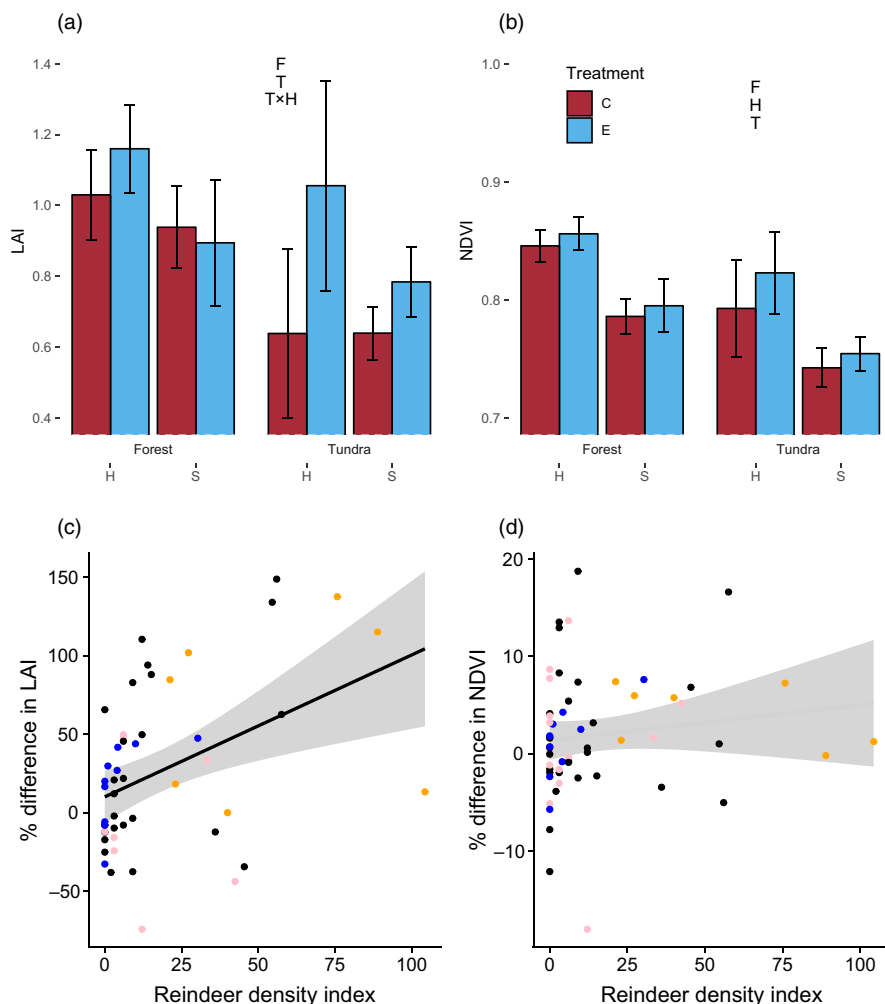 (a)
1.4
1.2
1.0
0.8
0.6
0.4
LAI
F
T
T×H
Forest
Tundra
H
S
H
S
(b)
1.0
0.9
0.8
0.7
NDVI
Treatment
C
E
F
H
T
Forest
Tundra
H
S
H
S
(c)
150
100
50
0
–50
% difference in LAI
0
25
50
75
100
Reindeer density index
(d)
20
10
0
–10
% difference in NDVI
0
25
50
75
100
Reindeer density index